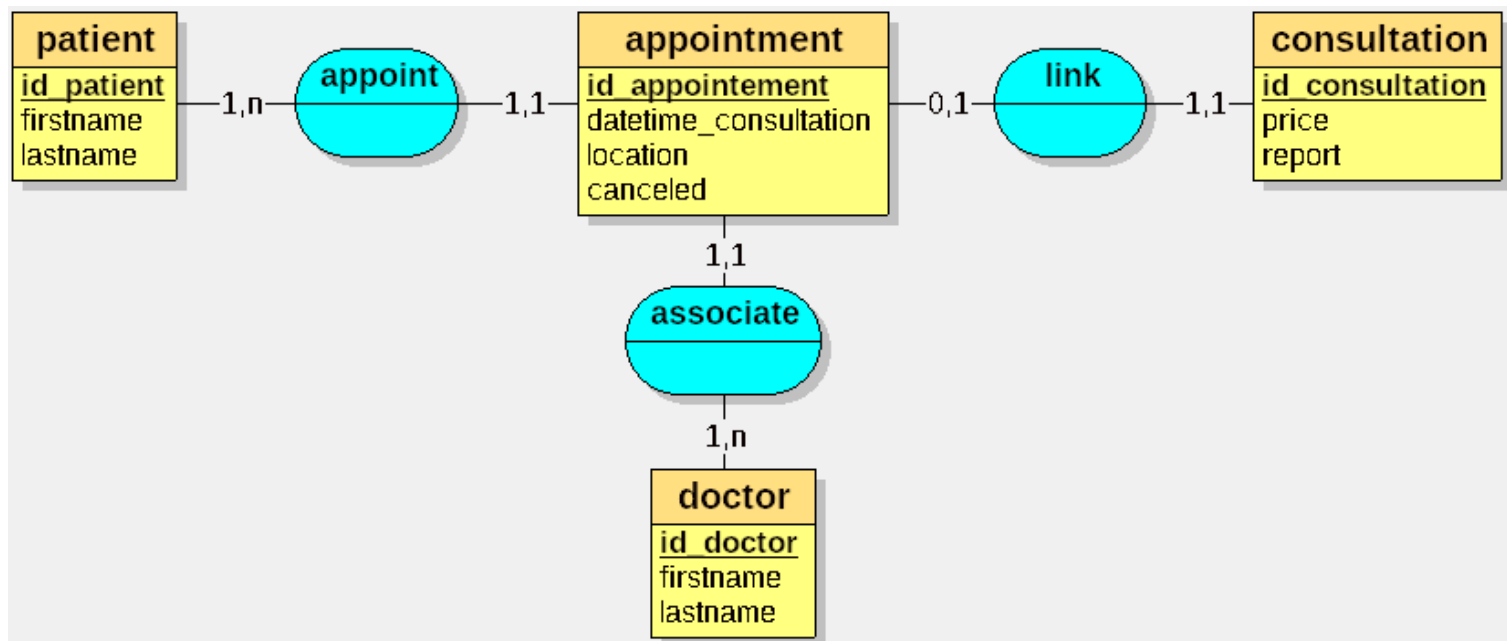 patient
id_patient
firstname
lastname
1,n
appoint
1,1
appointment
id_appointement
datetime_consultation
location
canceled
0,1
link
1,1
consultation
id_consultation
price
report
1,1
associate
1,n
doctor
id_doctor
firstname
lastname